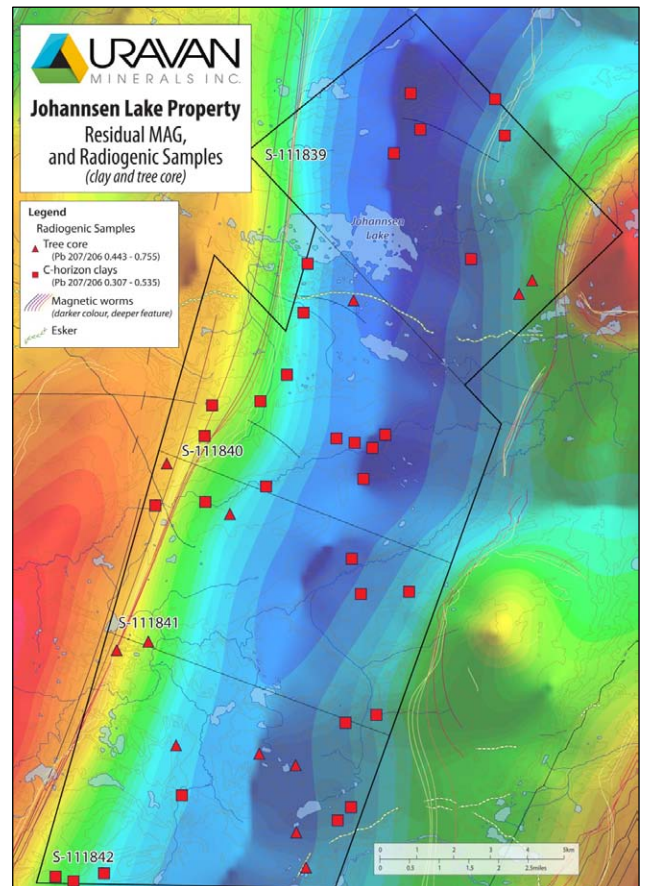 URAVAN
MINERALS INC.
Johannsen Lake Property
Residual MAG,
and Radiogenic Samples
(clay and tree core)
Legend
Radiogenic Samples
Tree core
(Pb 207/206 0.443 - 0.755)
C-horizon clays
(Pb 207/206 0.307 - 0.535)
Magnetic worms
(darker colour, deeper feature)
Esker
S-111839
Johannsen
Lake
S-111840
S-111841
S-111842
0 1 2 3 4 5km
0 0.5 1 1.5 2 2.5miles